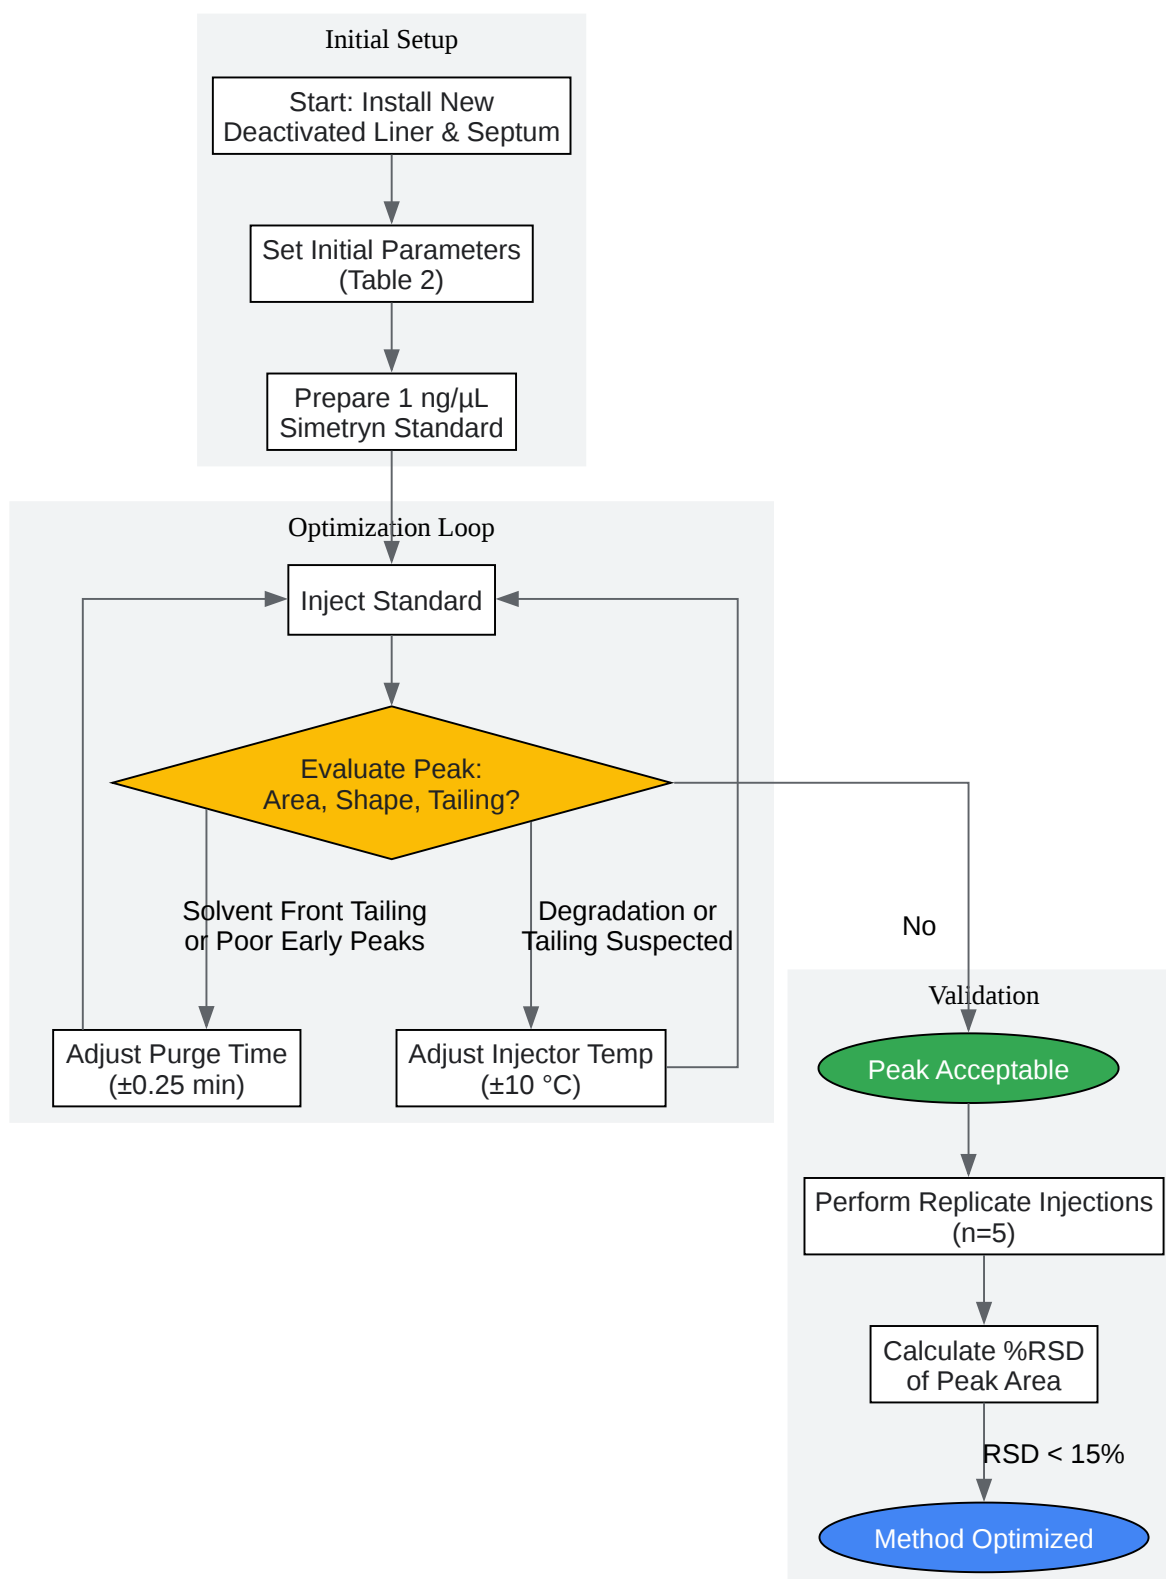 Initial Setup
Start: Install New
Deactivated Liner & Septum
Set Initial Parameters
(Table 2)
Prepare 1 ng/µL
Simetryn Standard
Optimization Loop
Inject Standard
Evaluate Peak:
Area, Shape, Tailing?
Solvent Front Tailing
or Poor Early Peaks
Degradation or
Tailing Suspected
No
Adjust Purge Time
(±0.25 min)
Adjust Injector Temp
(±10 °C)
Validation
Peak Acceptable
Perform Replicate Injections
(n=5)
Calculate %RSD
of Peak Area
RSD < 15%
Method Optimized